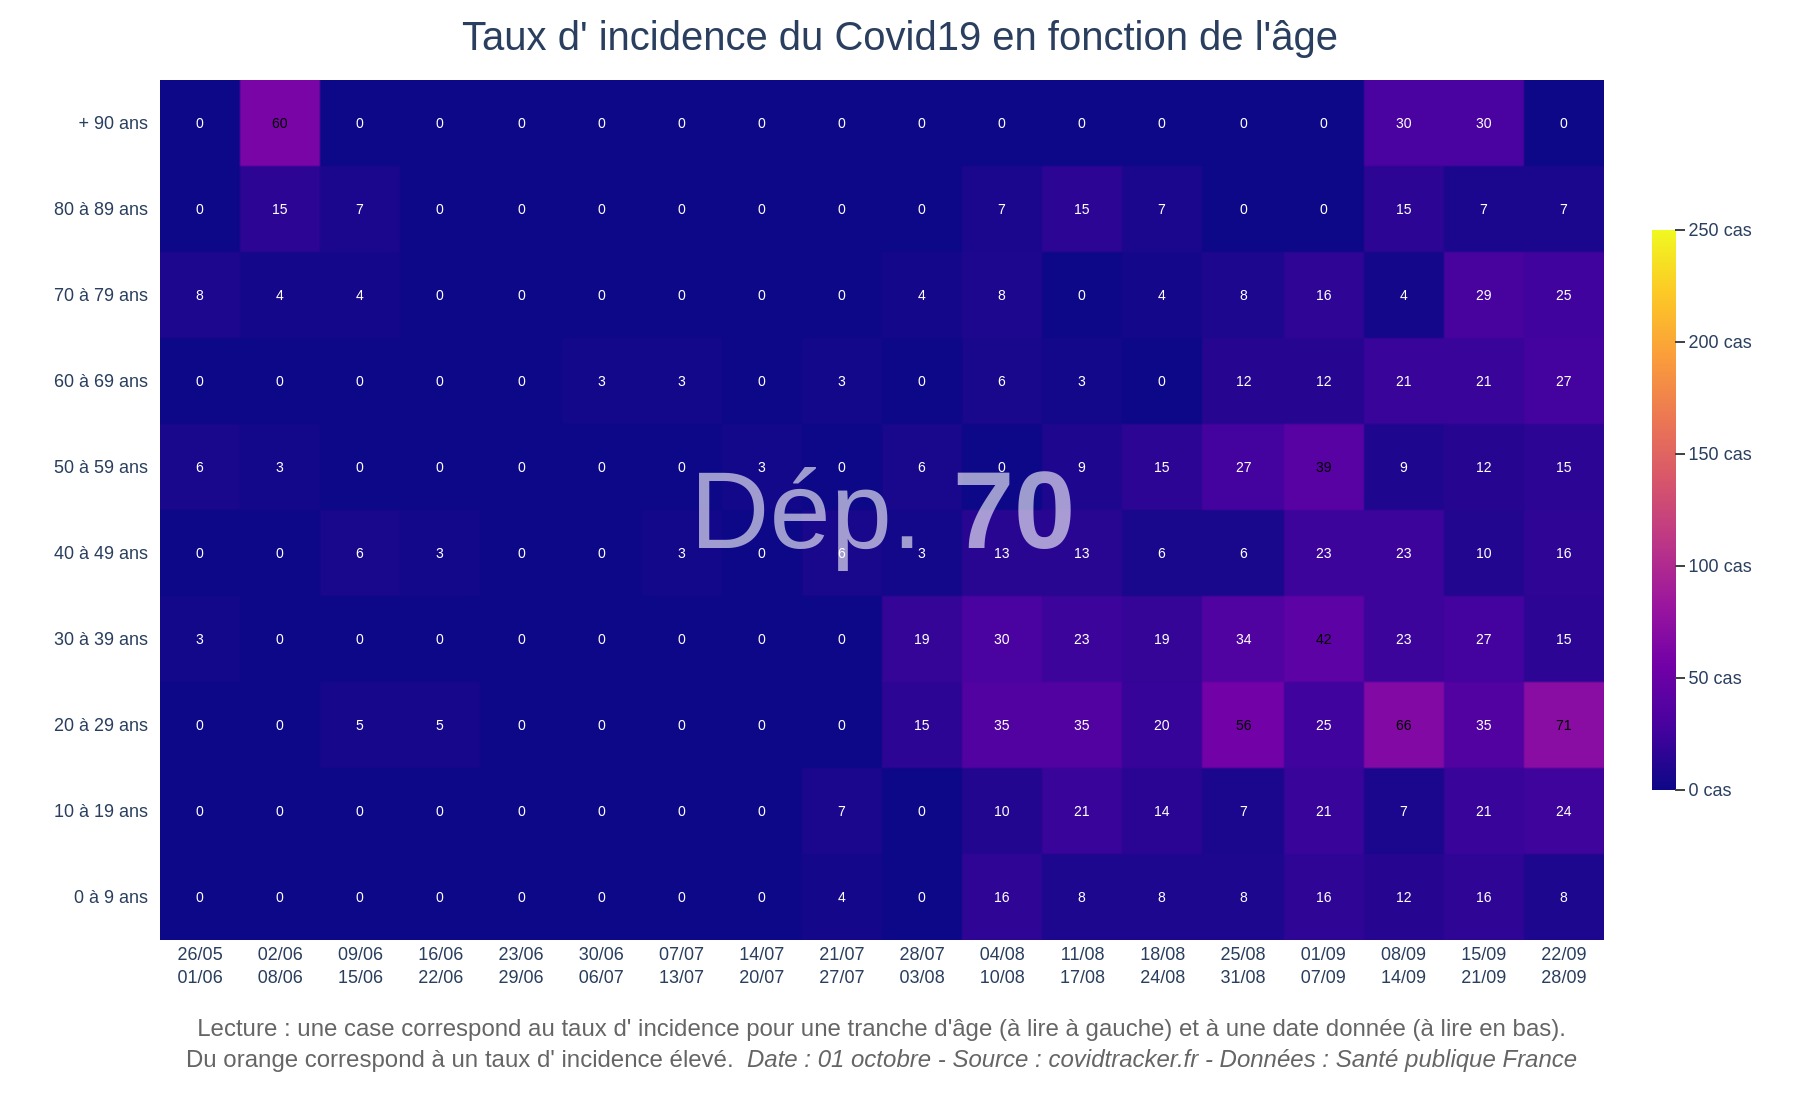 Taux d' incidence du Covid19 en fonction de l'âge
+ 90 ans 0 60 0 0 0 0 0 0 0 0 0 0 0 0 0 30 30 0
80 à 89 ans 0 15 7 0 0 0 0 0 0 0 7 15 7 0 0 15 7 7
250 cas
70 à 79 ans 8 4 4 0 0 0 0 0 0 4 8 0 4 8 16 4 29 25
200 cas
60 à 69 ans 0 0 0 0 0 3 3 0 3 0 6 3 0 12 12 21 21 27
150 cas
50 à 59 ans 6 3 0 0 0 0 0 3 0 6 0 9 15 27 39 9 12 15
Dép. 70
40 à 49 ans 0 0 6 3 0 0 3 0 6 3 13 13 6 6 23 23 10 16
100 cas
30 à 39 ans 3 0 0 0 0 0 0 0 0 19 30 23 19 34 42 23 27 15
50 cas
20 à 29 ans 0 0 5 5 0 0 0 0 0 15 35 35 20 56 25 66 35 71
0 cas
10 à 19 ans 0 0 0 0 0 0 0 0 7 0 10 21 14 7 21 7 21 24
0 à 9 ans 0 0 0 0 0 0 0 0 4 0 16 8 8 8 16 12 16 8
26/05 02/06 09/06 16/06 23/06 30/06 07/07 14/07 21/07 28/07 04/08 11/08 18/08 25/08 01/09 08/09 15/09 22/09
01/06 08/06 15/06 22/06 29/06 06/07 13/07 20/07 27/07 03/08 10/08 17/08 24/08 31/08 07/09 14/09 21/09 28/09
Lecture : une case correspond au taux d' incidence pour une tranche d'âge (à lire à gauche) et à une date donnée (à lire en bas).
Du orange correspond à un taux d' incidence élevé. Date : 01 octobre - Source : covidtracker.fr - Données : Santé publique France